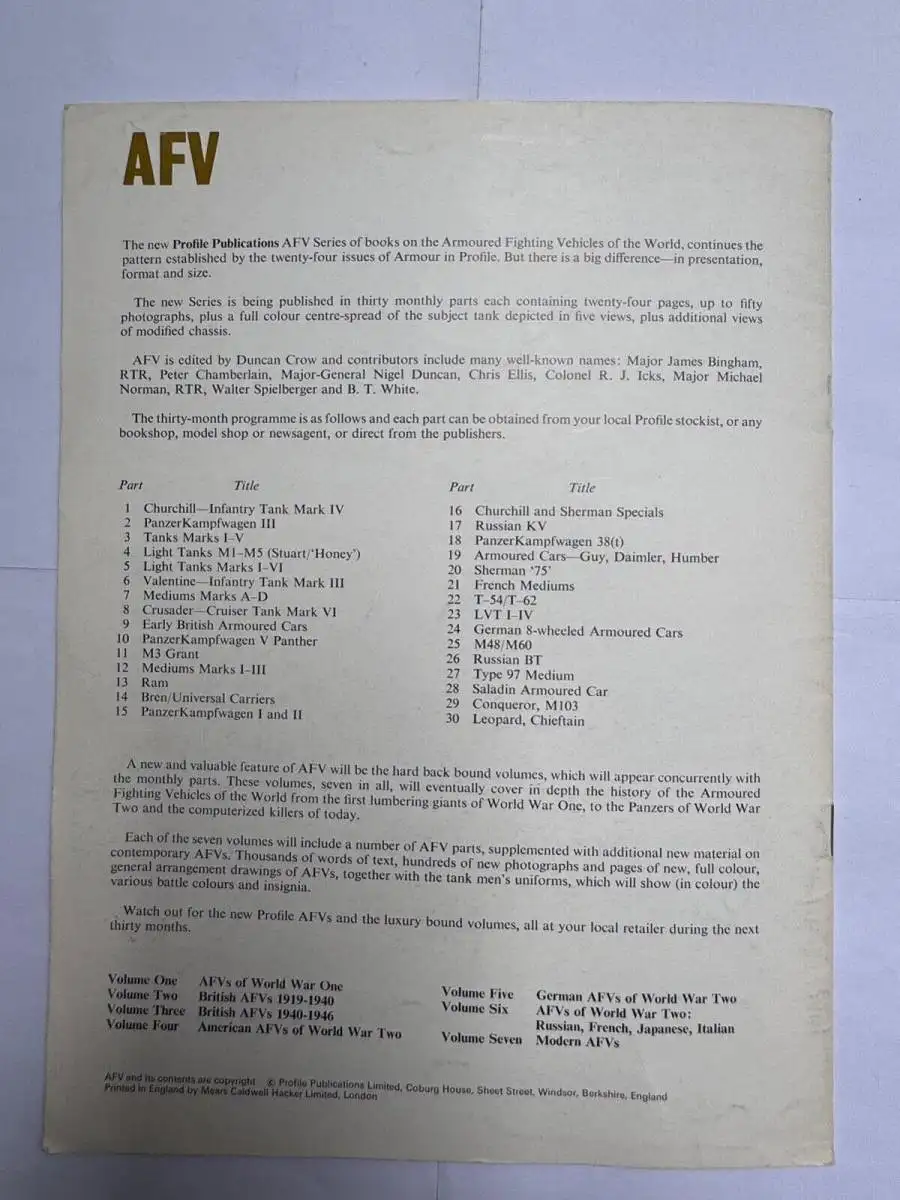 AFV
The new Profile Publications AFV Series of books on the Armoured Fighting Vehicles of the World, continues the
pattern established by the twenty-four issues of Armour in Profile. But there is a big difference—in presentation,
format and size.
The new Series is being published in thirty monthly parts each containing twenty-four pages, up to fifty
photographs, plus a full colour centre-spread of the subject tank depicted in five views, plus additional views
of modified chassis.
AFV is edited by Duncan Crow and contributors include many well-known names: Major James Bingham,
RTR, Peter Chamberlain, Major-General Nigel Duncan, Chris Ellis, Colonel R. J. Icks, Major Michael
Norman, RTR, Walter Spielberger and B. T. White.
The thirty-month programme is as follows and each part can be obtained from your local Profile stockist, or any
bookshop, model shop or newsagent, or direct from the publishers.
Part Title
1 Churchill—Infantry Tank Mark IV
2 PanzerKampfwagen III
3 Tanks Marks I–V
4 Light Tanks M1–M5 (Stuart/'Honey')
5 Light Tanks Marks I–VI
6 Valentine—Infantry Tank Mark III
7 Mediums Marks A–D
8 Crusader—Cruiser Tank Mark VI
9 Early British Armoured Cars
10 PanzerKampfwagen V Panther
11 M3 Grant
12 Mediums Marks I–III
13 Ram
14 Bren/Universal Carriers
15 PanzerKampfwagen I and II
Part Title
16 Churchill and Sherman Specials
17 Russian KV
18 PanzerKampfwagen 38(t)
19 Armoured Cars—Guy, Daimler, Humber
20 Sherman '75'
21 French Mediums
22 T–54/T–62
23 LVT I–IV
24 German 8-wheeled Armoured Cars
25 M48/M60
26 Russian BT
27 Type 97 Medium
28 Saladin Armoured Car
29 Conqueror, M103
30 Leopard, Chieftain
A new and valuable feature of AFV will be the hard back bound volumes, which will appear concurrently with
the monthly parts. These volumes, seven in all, will eventually cover in depth the history of the Armoured
Fighting Vehicles of the World from the first lumbering giants of World War One, to the Panzers of World War
Two and the computerized killers of today.
Each of the seven volumes will include a number of AFV parts, supplemented with additional new material on
contemporary AFVs. Thousands of words of text, hundreds of new photographs and pages of new, full colour,
general arrangement drawings of AFVs, together with the tank men's uniforms, which will show (in colour) the
various battle colours and insignia.
Watch out for the new Profile AFVs and the luxury bound volumes, all at your local retailer during the next
thirty months.
Volume One AFVs of World War One
Volume Two British AFVs 1919-1940
Volume Three British AFVs 1940-1946
Volume Four American AFVs of World War Two
Volume Five German AFVs of World War Two
Volume Six AFVs of World War Two:
Russian, French, Japanese, Italian
Volume Seven Modern AFVs
AFV and its contents are copyright © Profile Publications Limited, Coburg House, Sheet Street, Windsor, Berkshire, England
Printed in England by Mears Caldwell Hacker Limited, London